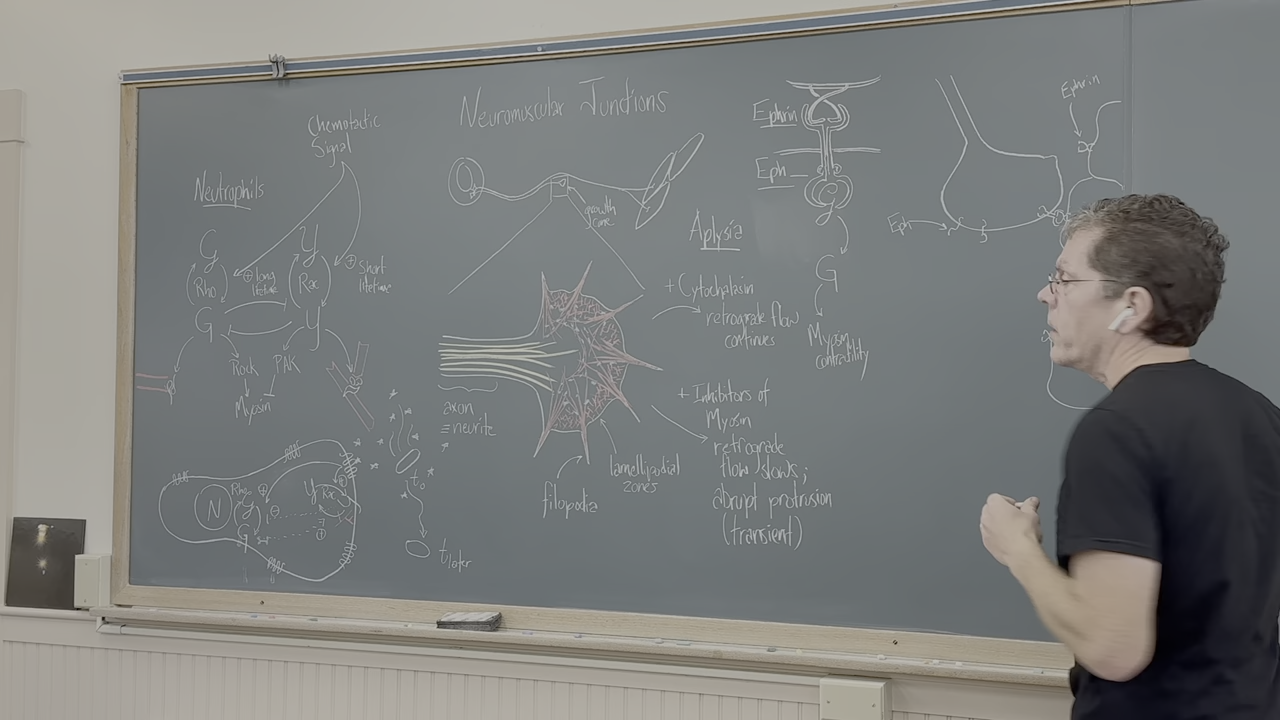 Chemotactic
Signal
Neutrophils
G
Y
Rho
⊕ long
lifetime
Rac
⊕ Short
lifetime
G
Y
Rock
PAK
Myosin
N
Rho
⊕
Y
Rac
G
t₀
t later
Neuromuscular Junctions
growth
cone
axon
≡ neurite
filopodia
lamellipodial
zones
Aplysia
+ Cytochalasin
retrograde flow
continues
+ Inhibitors of
Myosin
retrograde
flow slows;
abrupt protrusion
(transient)
Ephrin
Eph
G
G
Myosin
contractility
Ephrin
Eph